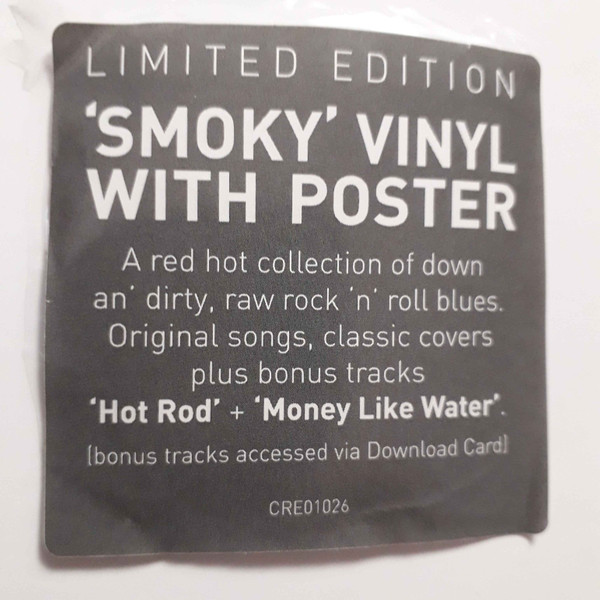 LIMITED EDITION
‘SMOKY’ VINYL
WITH POSTER
A red hot collection of down
an’ dirty, raw rock ’n’ roll blues.
Original songs, classic covers
plus bonus tracks
‘Hot Rod’ + ‘Money Like Water’.
[bonus tracks accessed via Download Card]
CRE01026